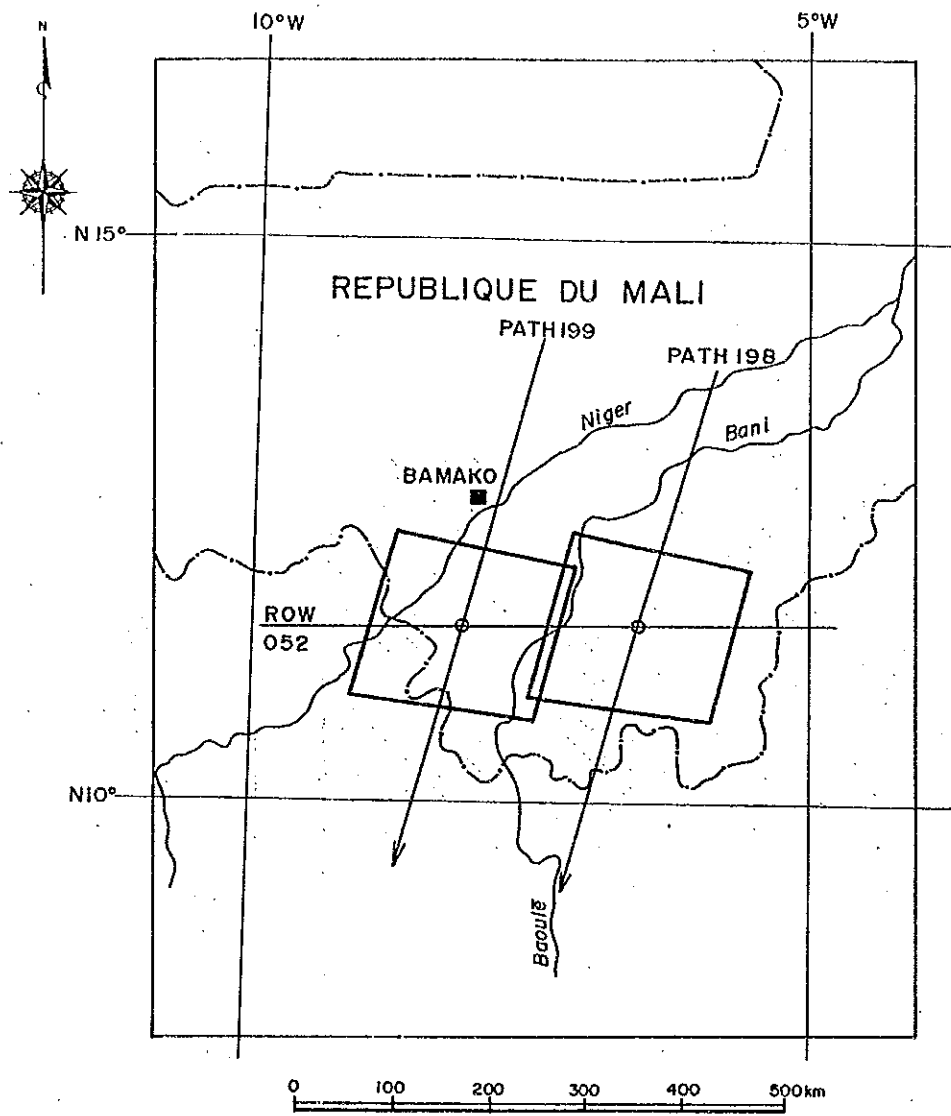 N
10°W
5°W
N 15°
REPUBLIQUE DU MALI
PATH 199
PATH 198
Niger
Bani
BAMAKO
ROW
052
N10°
Baoulē
0 100 200 300 400 500km